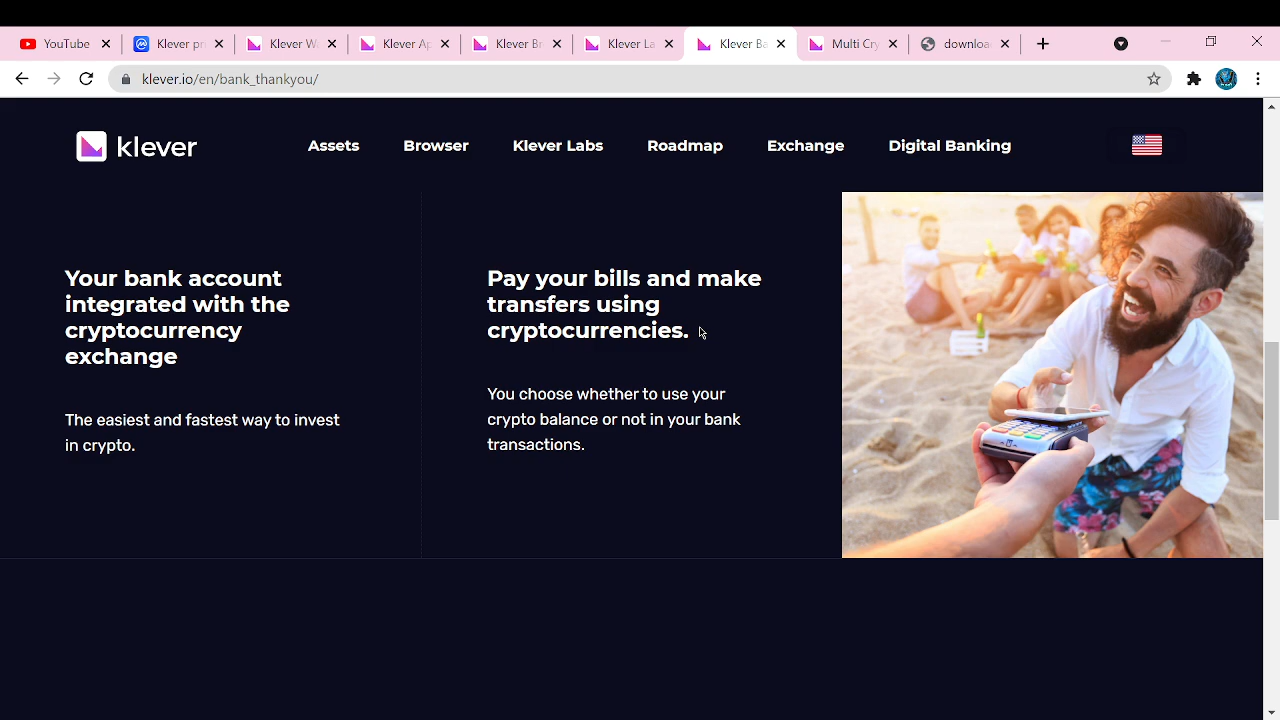 YouTube
Klever pr
Klever W
Klever Ap
Klever Br
Klever La
Klever Ba
Multi Cry
downloa
klever.io/en/bank_thankyou/
klever
Assets
Browser
Klever Labs
Roadmap
Exchange
Digital Banking
Your bank account
integrated with the
cryptocurrency
exchange
The easiest and fastest way to invest
in crypto.
Pay your bills and make
transfers using
cryptocurrencies.
You choose whether to use your
crypto balance or not in your bank
transactions.